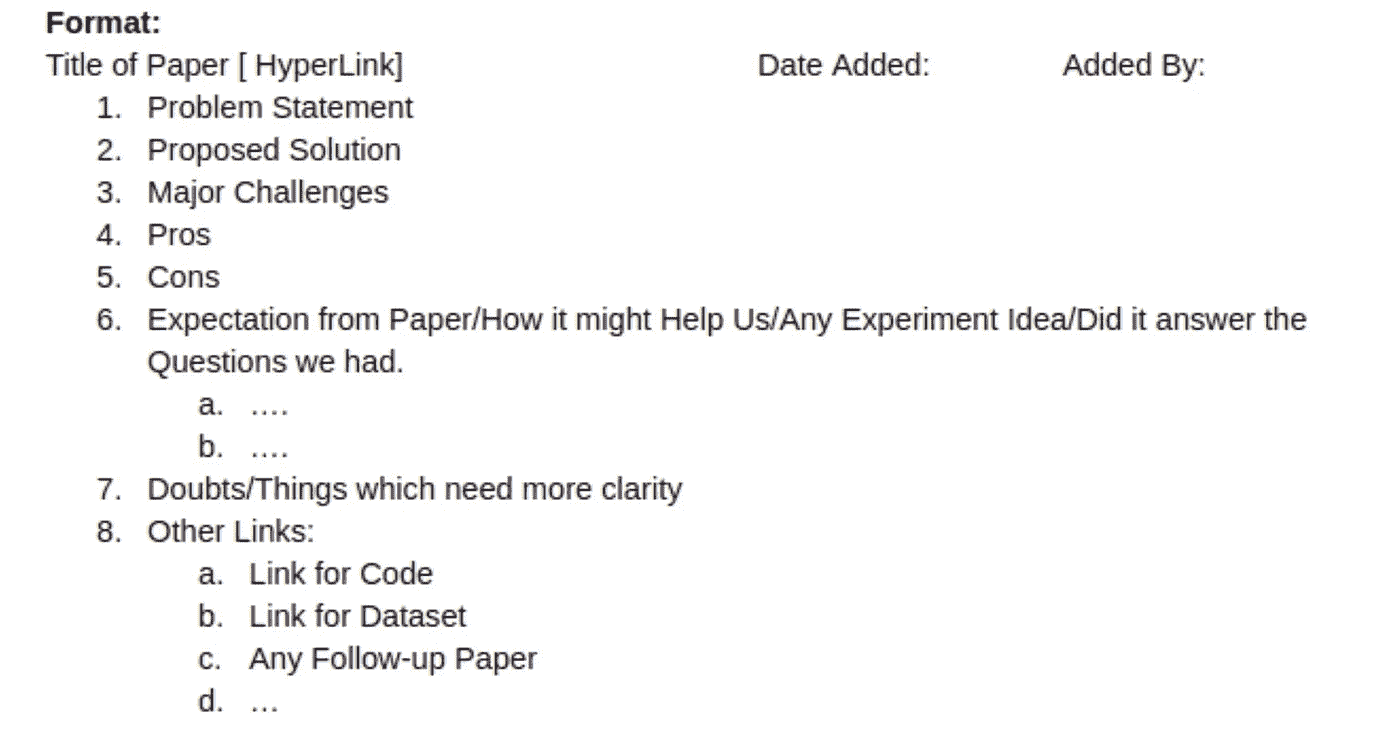 Format:
Title of Paper [ HyperLink] Date Added: Added By:
1. Problem Statement
2. Proposed Solution
3. Major Challenges
4. Pros
5. Cons
6. Expectation from Paper/How it might Help Us/Any Experiment Idea/Did it answer the
Questions we had.
a. ....
b. ....
7. Doubts/Things which need more clarity
8. Other Links:
a. Link for Code
b. Link for Dataset
c. Any Follow-up Paper
d. ...